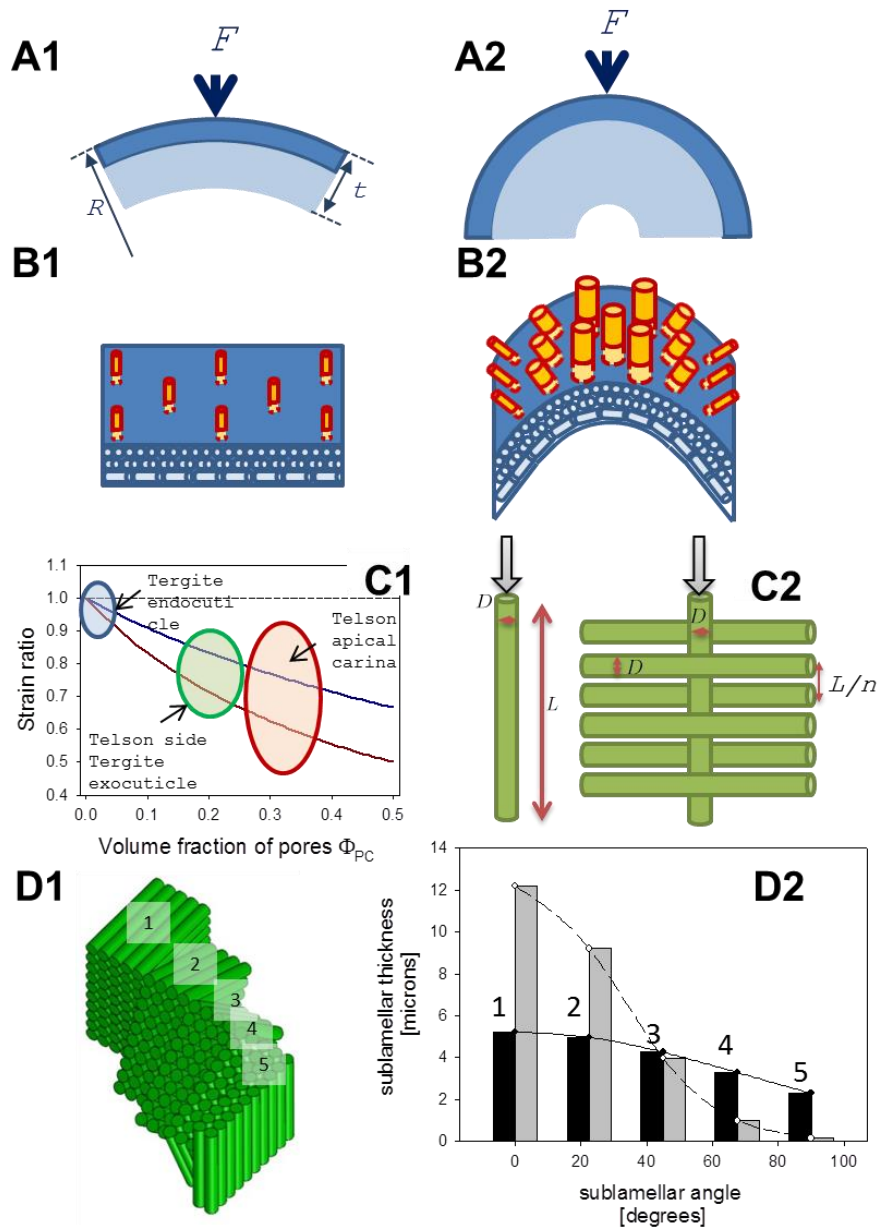 A1
F
R
t
A2
F
B1
B2
C1
1.1
1.0
0.9
0.8
0.7
0.6
0.5
0.4
Strain ratio
Tergite
endocuti
cle
Telson
apical
carina
Telson side
Tergite
exocuticle
0.0 0.1 0.2 0.3 0.4 0.5
Volume fraction of pores Φ_PC
C2
D
L
D
D
L/n
D1
1
2
3
4
5
D2
14
12
10
8
6
4
2
0
sublamellar thickness
[microns]
1 2 3 4 5
0 20 40 60 80 100
sublamellar angle
[degrees]